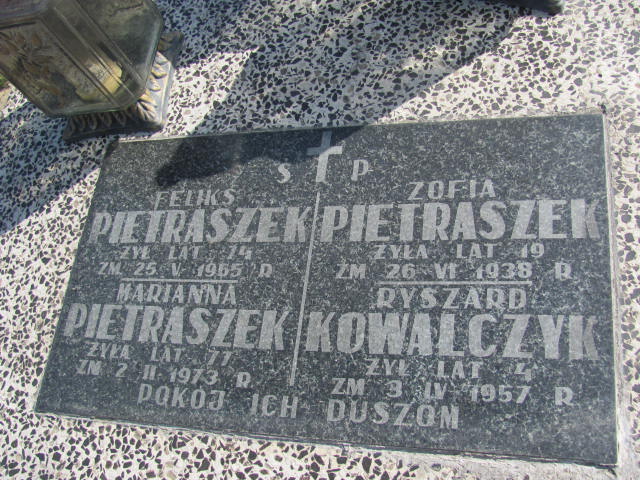 S P
FELIKS
PIETRASZEK
ŻYŁ LAT 74
ZM 25 V 1965 R
MARIANNA
PIETRASZEK
ŻYŁA LAT 77
ZM 2 II 1973 R
ZOFIA
PIETRASZEK
ŻYŁA LAT 19
ZM 26 VI 1938 R
RYSZARD
KOWALCZYK
ŻYŁ LAT 4
ZM 3 IV 1957 R
POKÓJ ICH DUSZOM